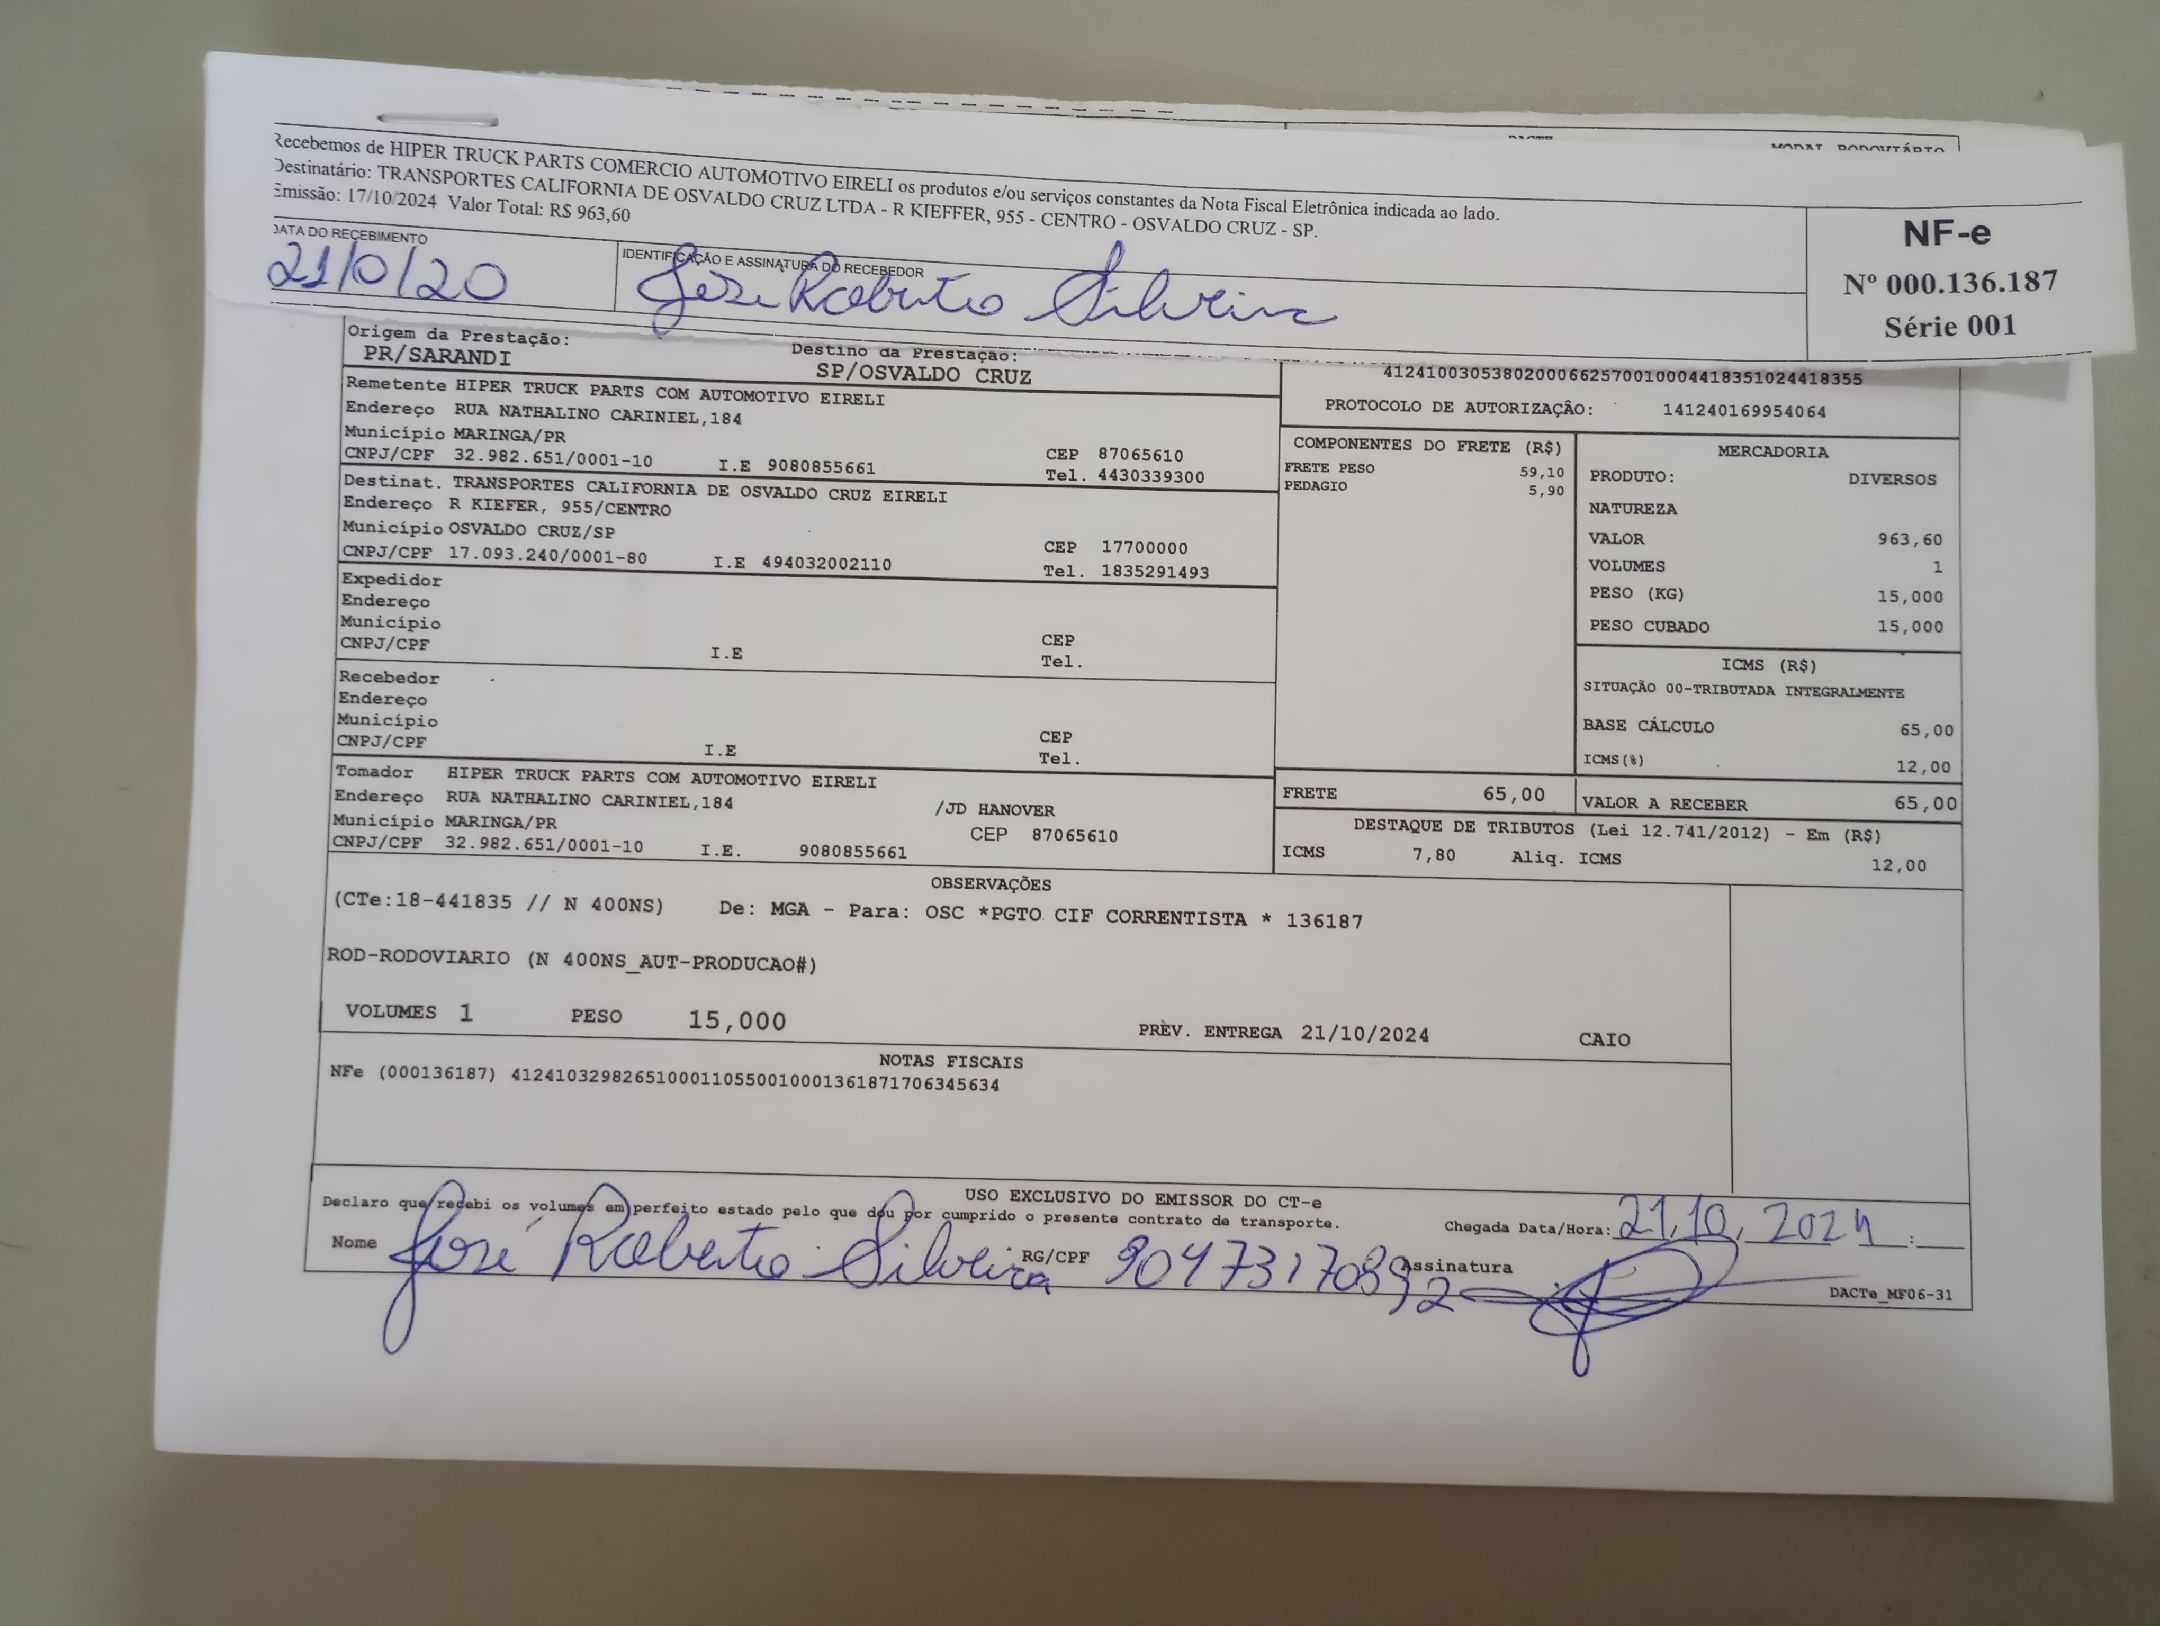 MODAL RODOVIÁRIO
Recebemos de HIPER TRUCK PARTS COMERCIO AUTOMOTIVO EIRELI os produtos e/ou serviços constantes da Nota Fiscal Eletrônica indicada ao lado.
Destinatário: TRANSPORTES CALIFORNIA DE OSVALDO CRUZ LTDA - R KIEFFER, 955 - CENTRO - OSVALDO CRUZ - SP.
Emissão: 17/10/2024 Valor Total: R$ 963,60
DATA DO RECEBIMENTO
21/0/20
IDENTIFICAÇÃO E ASSINATURA DO RECEBEDOR
José Roberto Silveira
NF-e
Nº 000.136.187
Série 001
Origem da Prestação:
PR/SARANDI
Destino da Prestação:
SP/OSVALDO CRUZ
Remetente HIPER TRUCK PARTS COM AUTOMOTIVO EIRELI
Endereço RUA NATHALINO CARINIEL,184
Município MARINGA/PR CEP 87065610
CNPJ/CPF 32.982.651/0001-10 I.E 9080855661 Tel. 4430339300
Destinat. TRANSPORTES CALIFORNIA DE OSVALDO CRUZ EIRELI
Endereço R KIEFER, 955/CENTRO
Município OSVALDO CRUZ/SP CEP 17700000
CNPJ/CPF 17.093.240/0001-80 I.E 494032002110 Tel. 1835291493
Expedidor
Endereço
Município CEP
CNPJ/CPF I.E Tel.
Recebedor
Endereço
Município CEP
CNPJ/CPF I.E Tel.
Tomador HIPER TRUCK PARTS COM AUTOMOTIVO EIRELI
Endereço RUA NATHALINO CARINIEL,184 /JD HANOVER
Município MARINGA/PR CEP 87065610
CNPJ/CPF 32.982.651/0001-10 I.E. 9080855661
41241003053802000662570010004418351024418355
PROTOCOLO DE AUTORIZAÇÂO: 141240169954064
COMPONENTES DO FRETE (R$)
FRETE PESO 59,10
PEDAGIO 5,90
MERCADORIA
PRODUTO: DIVERSOS
NATUREZA
VALOR 963,60
VOLUMES 1
PESO (KG) 15,000
PESO CUBADO 15,000
ICMS (R$)
SITUAÇÃO 00-TRIBUTADA INTEGRALMENTE
BASE CÁLCULO 65,00
ICMS(%) 12,00
FRETE 65,00 VALOR A RECEBER 65,00
DESTAQUE DE TRIBUTOS (Lei 12.741/2012) - Em (R$)
ICMS 7,80 Aliq. ICMS 12,00
OBSERVAÇÕES
(CTe:18-441835 // N 400NS) De: MGA - Para: OSC *PGTO CIF CORRENTISTA * 136187
ROD-RODOVIARIO (N 400NS_AUT-PRODUCAO#)
VOLUMES 1 PESO 15,000 PREV. ENTREGA 21/10/2024 CAIO
NOTAS FISCAIS
NFe (000136187) 41241032982651000110550010001361871706345634
USO EXCLUSIVO DO EMISSOR DO CT-e
Declaro que recebi os volumes em perfeito estado pelo que dou por cumprido o presente contrato de transporte.
Chegada Data/Hora: 21,10,2024 :
Nome José Roberto Silveira RG/CPF 90473170892 Assinatura
DACTe_MF06-31